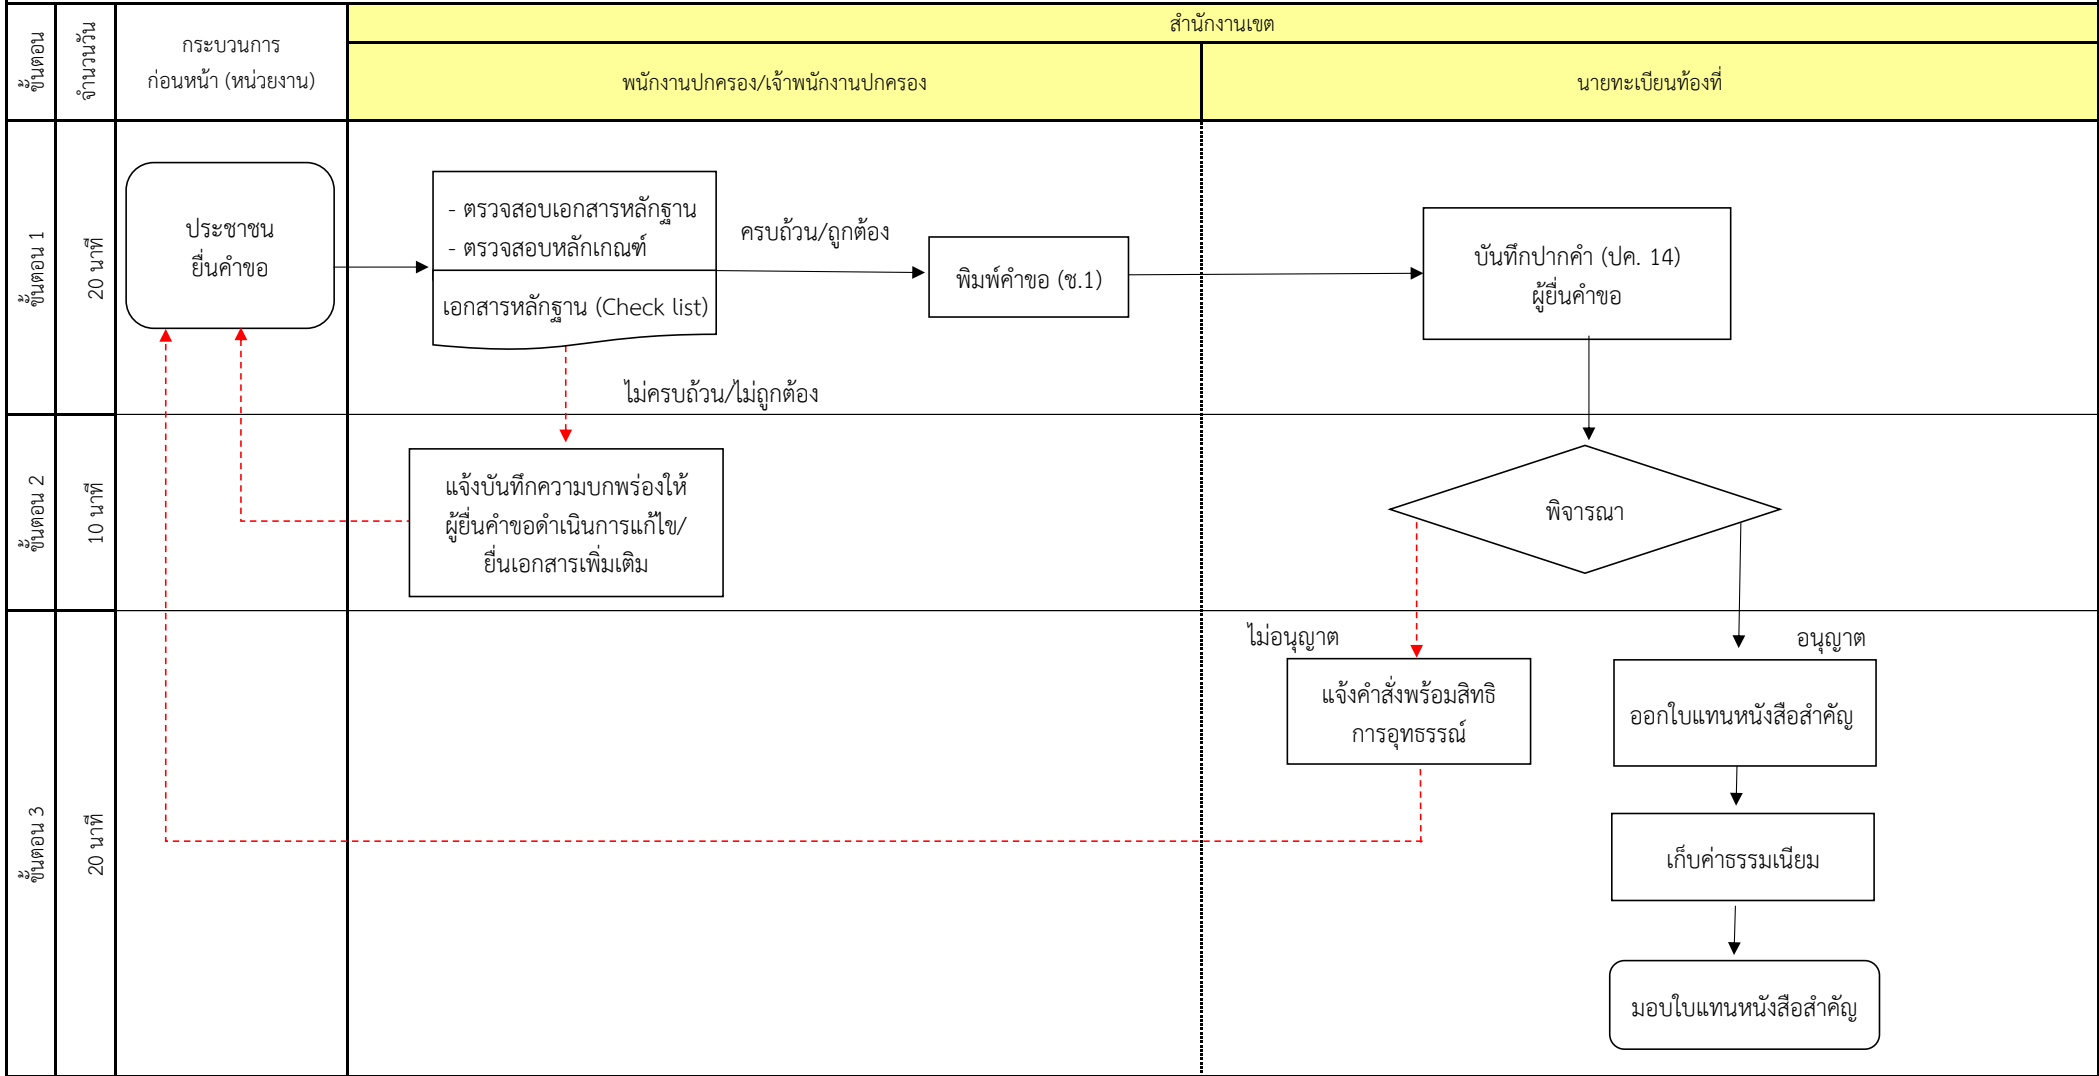 ขั้นตอน
จำนวนวัน
กระบวนการ
ก่อนหน้า (หน่วยงาน)
สำนักงานเขต
พนักงานปกครอง/เจ้าพนักงานปกครอง
นายทะเบียนท้องที่
ขั้นตอน 1
20 นาที
ประชาชน
ยื่นคำขอ
- ตรวจสอบเอกสารหลักฐาน
- ตรวจสอบหลักเกณฑ์
เอกสารหลักฐาน (Check list)
ครบถ้วน/ถูกต้อง
พิมพ์คำขอ (ช.1)
บันทึกปากคำ (ปค. 14)
ผู้ยื่นคำขอ
ไม่ครบถ้วน/ไม่ถูกต้อง
ขั้นตอน 2
10 นาที
แจ้งบันทึกความบกพร่องให้
ผู้ยื่นคำขอดำเนินการแก้ไข/
ยื่นเอกสารเพิ่มเติม
พิจารณา
ขั้นตอน 3
20 นาที
ไม่อนุญาต
อนุญาต
แจ้งคำสั่งพร้อมสิทธิ
การอุทธรรณ์
ออกใบแทนหนังสือสำคัญ
เก็บค่าธรรมเนียม
มอบใบแทนหนังสือสำคัญ